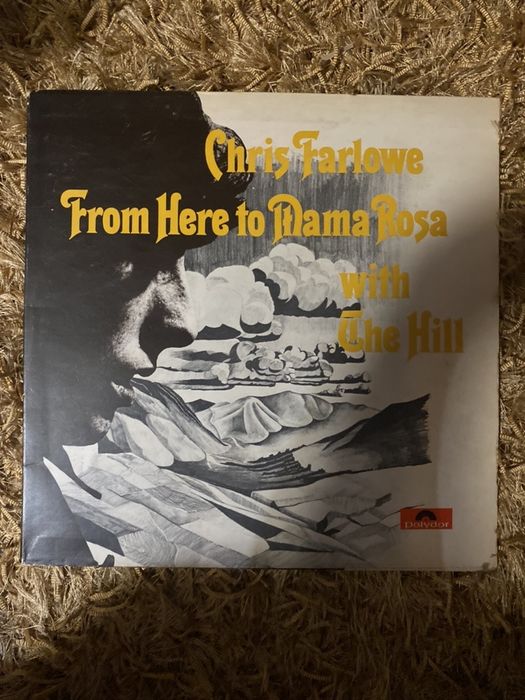 Chris Farlowe
From Here to Mama Rosa
with
The Hill
polydor